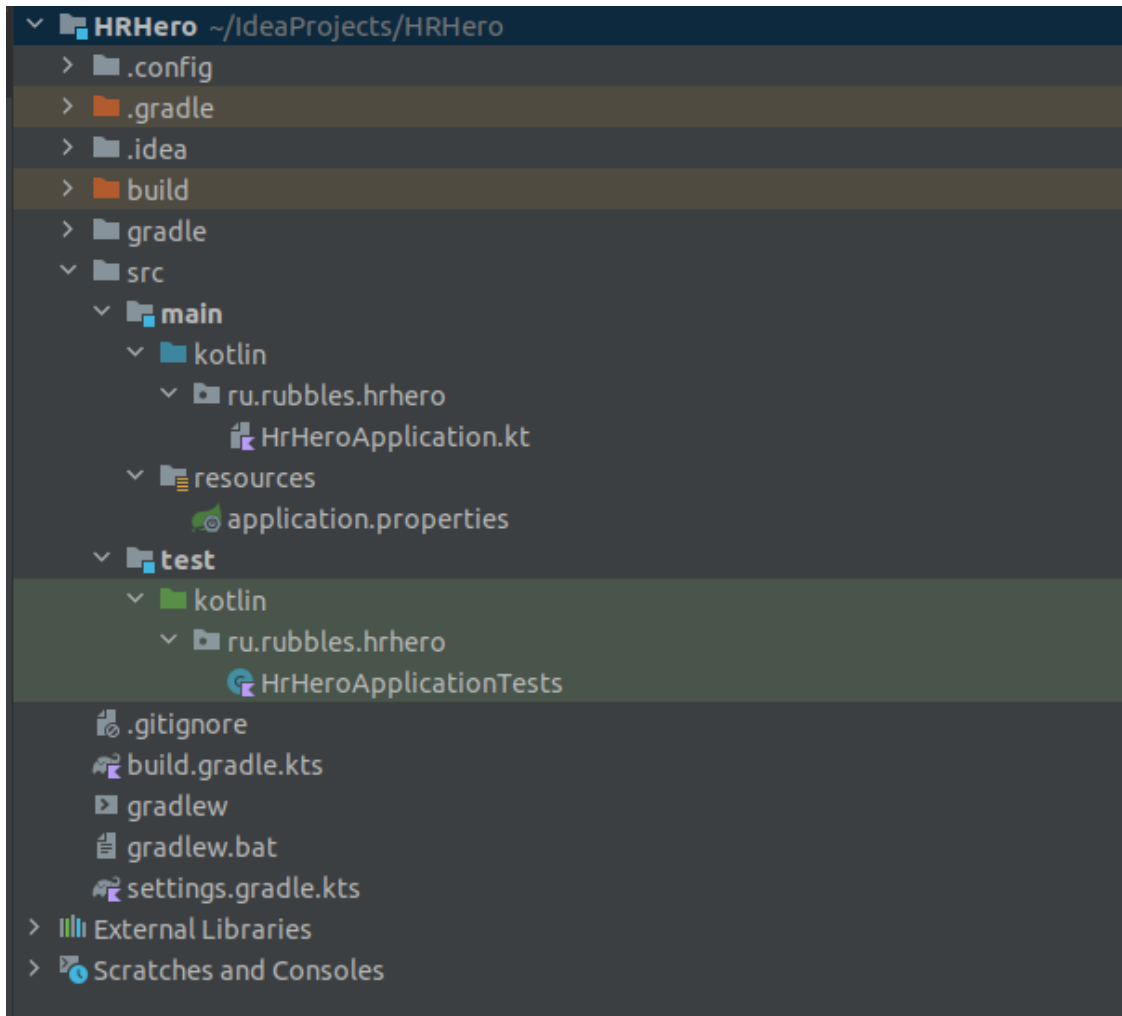 HRHero ~/IdeaProjects/HRHero
.config
.gradle
.idea
build
gradle
src
main
kotlin
ru.rubbles.hrhero
HrHeroApplication.kt
resources
application.properties
test
kotlin
ru.rubbles.hrhero
HrHeroApplicationTests
.gitignore
build.gradle.kts
gradlew
gradlew.bat
settings.gradle.kts
External Libraries
Scratches and Consoles